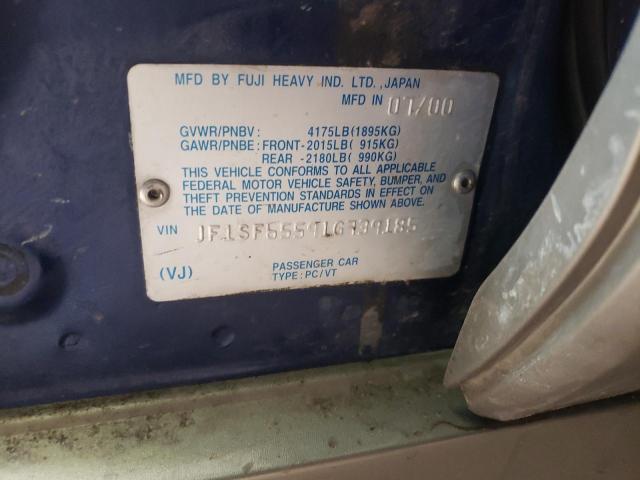 MFD BY FUJI HEAVY IND. LTD., JAPAN
MFD IN 07/00
GVWR/PNBV: 4175LB(1895KG)
GAWR/PNBE: FRONT-2015LB( 915KG)
REAR -2180LB( 990KG)
THIS VEHICLE CONFORMS TO ALL APPLICABLE
FEDERAL MOTOR VEHICLE SAFETY, BUMPER, AND
THEFT PREVENTION STANDARDS IN EFFECT ON
THE DATE OF MANUFACTURE SHOWN ABOVE.
VIN
(VJ) PASSENGER CAR
TYPE: PC/VT